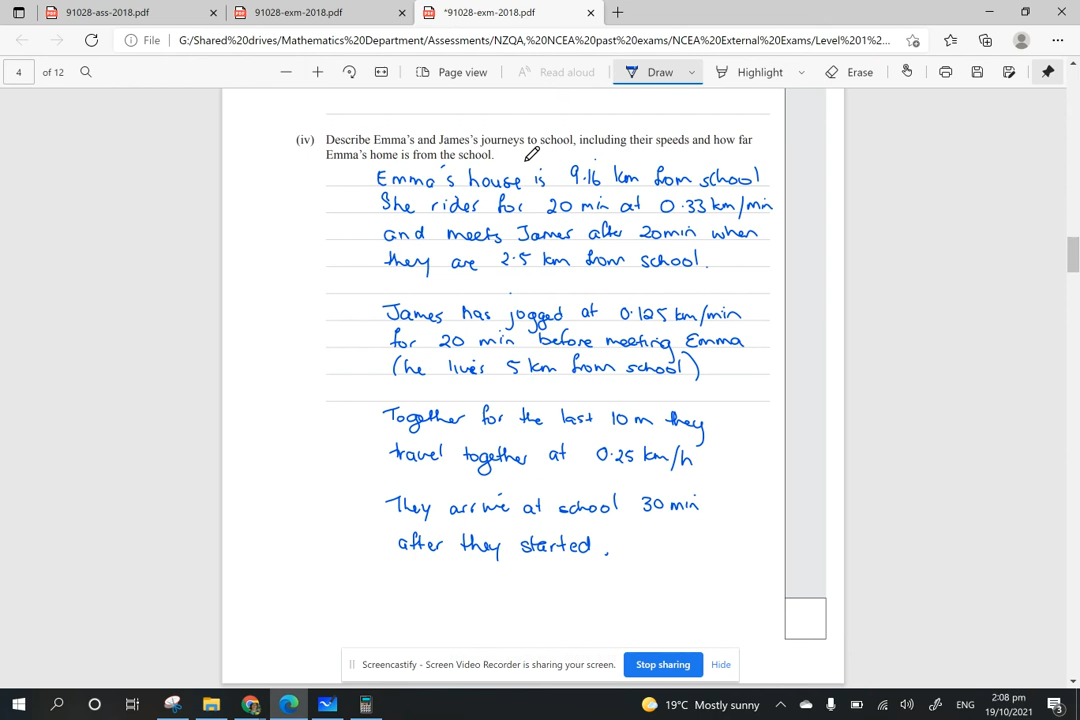 91028-ass-2018.pdf
91028-exm-2018.pdf
*91028-exm-2018.pdf
File
G:/Shared%20drives/Mathematics%20Department/Assessments/NZQA,%20NCEA%20past%20exams/NCEA%20External%20Exams/Level%201%2...
4 of 12
Page view
Read aloud
Draw
Highlight
Erase
(iv) Describe Emma's and James's journeys to school, including their speeds and how far
Emma's home is from the school.
Emma's house is 9.16 km from school
She rides for 20 min at 0.33 km/min
and meets James after 20min when
they are 2.5 km from school.
James has jogged at 0.125 km/min
for 20 min before meeting Emma
(he lives 5 km from school)
Together for the last 10 m they
travel together at 0.25 km/h
They arrive at school 30 min
after they started.
Screencastify - Screen Video Recorder is sharing your screen.
Stop sharing
Hide
19°C Mostly sunny
ENG
2:08 pm
19/10/2021
3